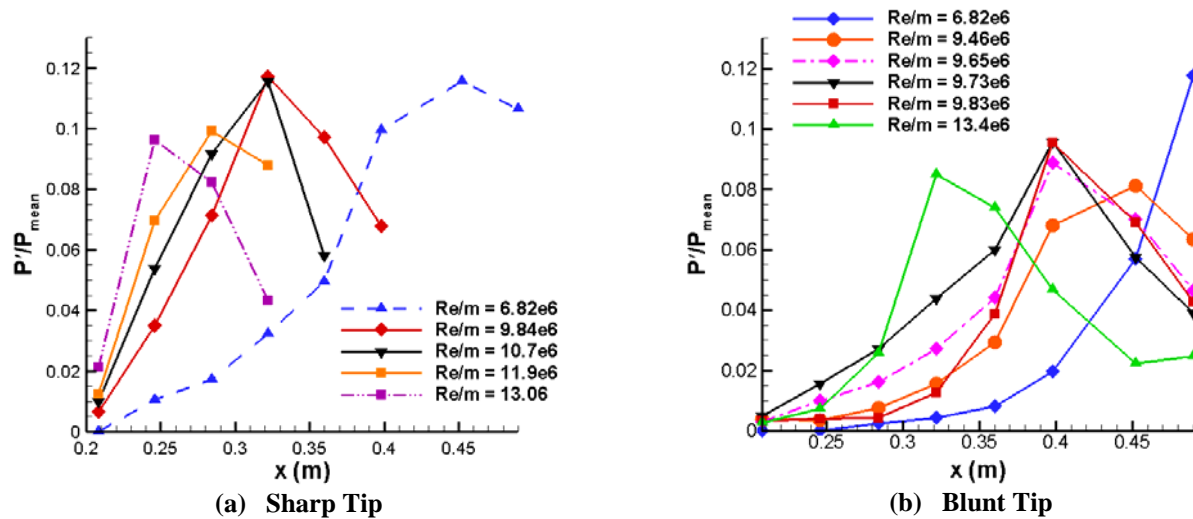 0.12
0.1
0.08
0.06
0.04
0.02
0
P'/Pmean
0.2
0.25
0.3
0.35
0.4
0.45
x (m)
Re/m = 6.82e6
Re/m = 9.84e6
Re/m = 10.7e6
Re/m = 11.9e6
Re/m = 13.06
(a) Sharp Tip
Re/m = 6.82e6
Re/m = 9.46e6
Re/m = 9.65e6
Re/m = 9.73e6
Re/m = 9.83e6
Re/m = 13.4e6
0.12
0.1
0.08
0.06
0.04
0.02
0
P'/Pmean
0.25
0.3
0.35
0.4
0.45
x (m)
(b) Blunt Tip